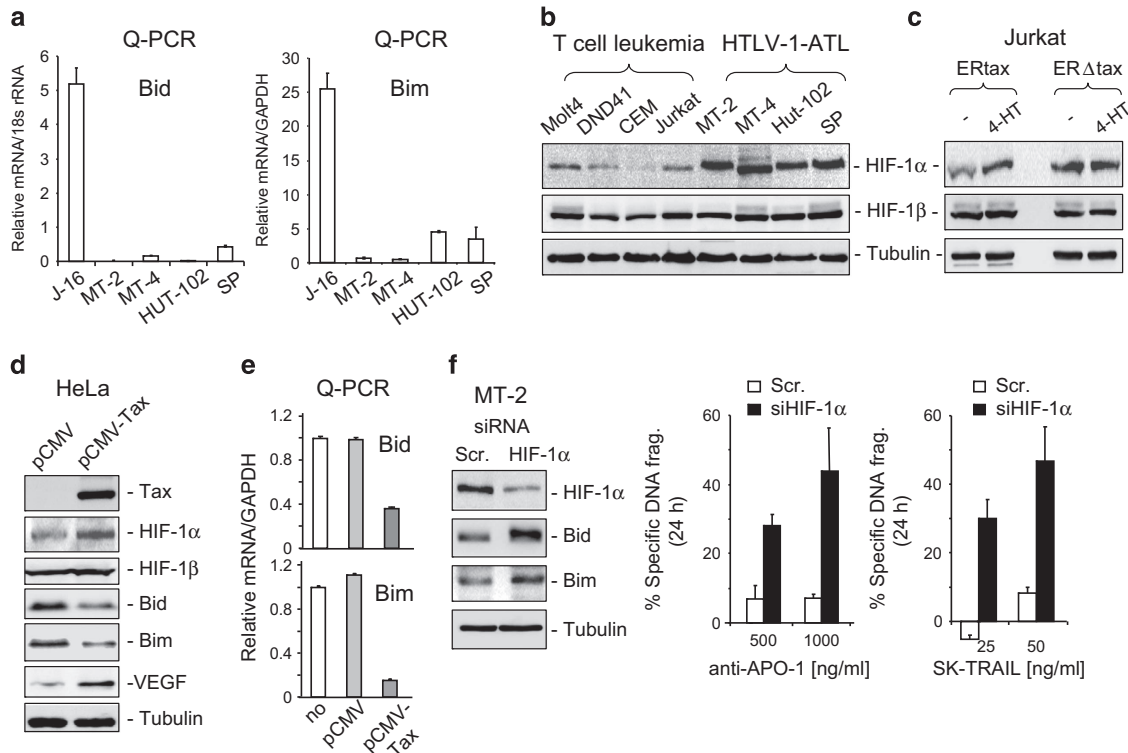 a
Q-PCR
Bid
Relative mRNA/18s rRNA
6
5
4
3
2
1
0
J-16
MT-2
MT-4
HUT-102
SP
Q-PCR
Bim
Relative mRNA/GAPDH
30
25
20
15
10
5
0
J-16
MT-2
MT-4
HUT-102
SP
b
T cell leukemia
HTLV-1-ATL
Molt4
DND41
CEM
Jurkat
MT-2
MT-4
Hut-102
SP
- HIF-1α -
- HIF-1β -
- Tubulin -
c
Jurkat
ERtax
ERΔtax
-
4-HT
-
4-HT
d
HeLa
pCMV
pCMV-Tax
- Tax
- HIF-1α
- HIF-1β
- Bid
- Bim
-VEGF
- Tubulin
e
Q-PCR
Relative mRNA/GAPDH
1.2
0.8
0.4
0
Bid
1.2
0.8
0.4
0
Bim
no
pCMV
pCMV-
Tax
f
MT-2
siRNA
Scr. HIF-1α
- HIF-1α
- Bid
- Bim
- Tubulin
Scr.
siHIF-1α
% Specific DNA frag.
(24 h)
60
40
20
0
500 1000
anti-APO-1 [ng/ml]
Scr.
siHIF-1α
% Specific DNA frag.
(24 h)
60
40
20
0
25 50
SK-TRAIL [ng/ml]